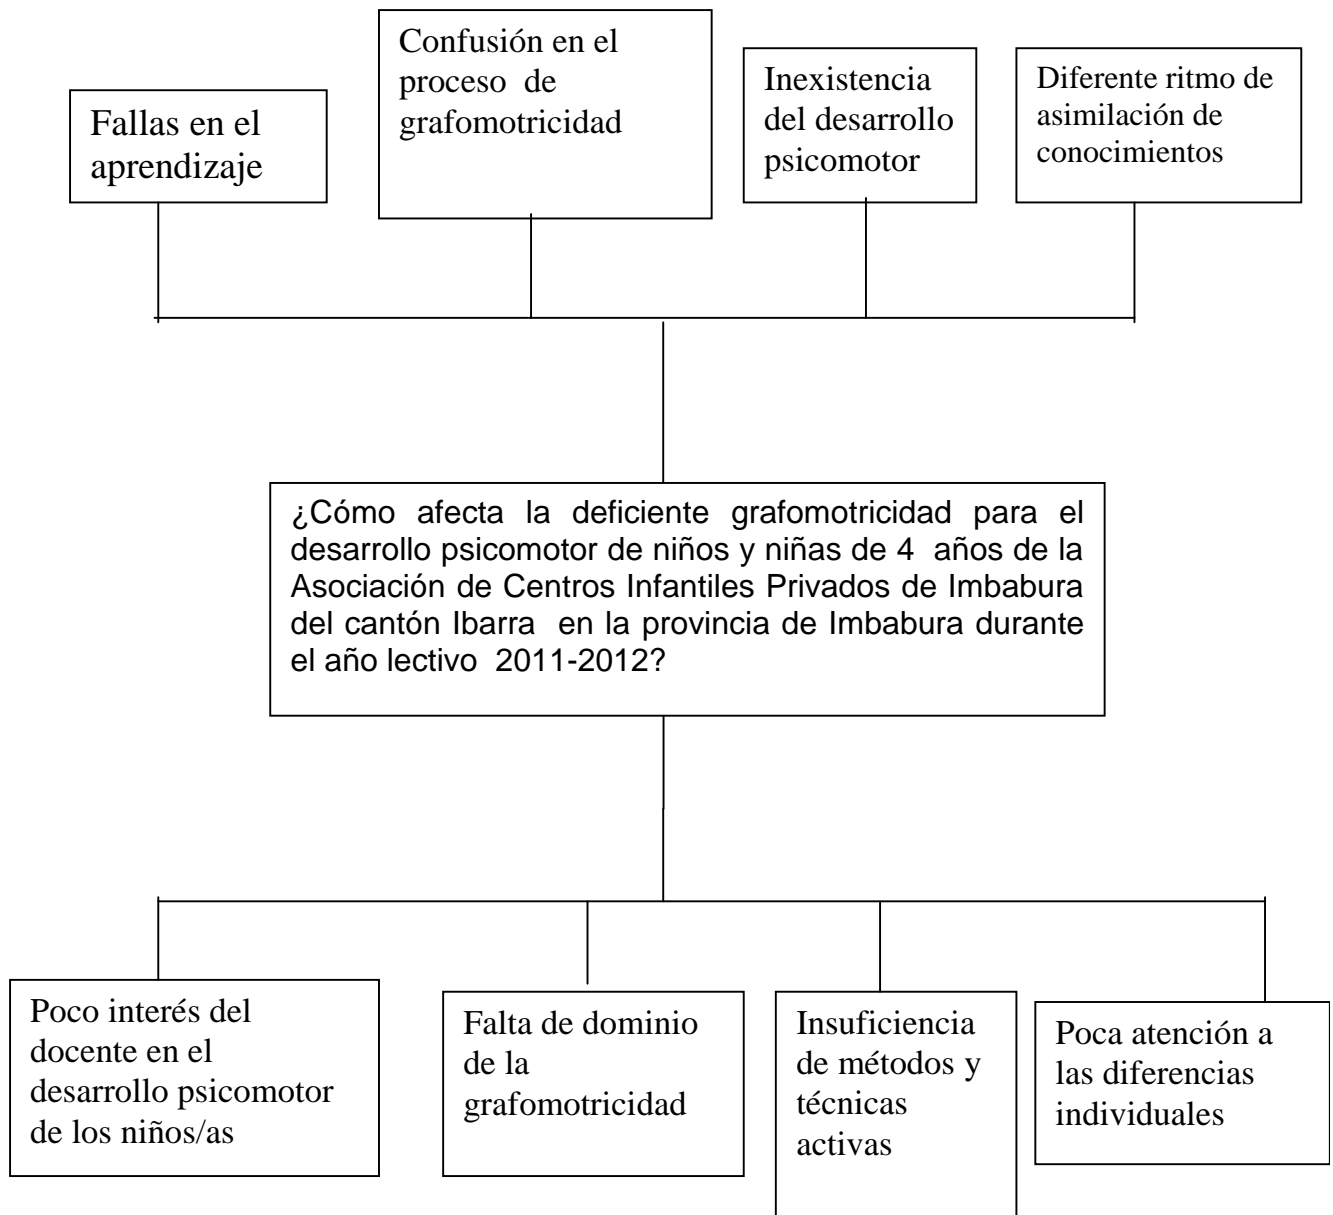 Fallas en el
aprendizaje
Confusión en el
proceso de
grafomotricidad
Inexistencia
del desarrollo
psicomotor
Diferente ritmo de
asimilación de
conocimientos
¿Cómo afecta la deficiente grafomotricidad para el
desarrollo psicomotor de niños y niñas de 4 años de la
Asociación de Centros Infantiles Privados de Imbabura
del cantón Ibarra en la provincia de Imbabura durante
el año lectivo 2011-2012?
Poco interés del
docente en el
desarrollo psicomotor
de los niños/as
Falta de dominio
de la
grafomotricidad
Insuficiencia
de métodos y
técnicas
activas
Poca atención a
las diferencias
individuales